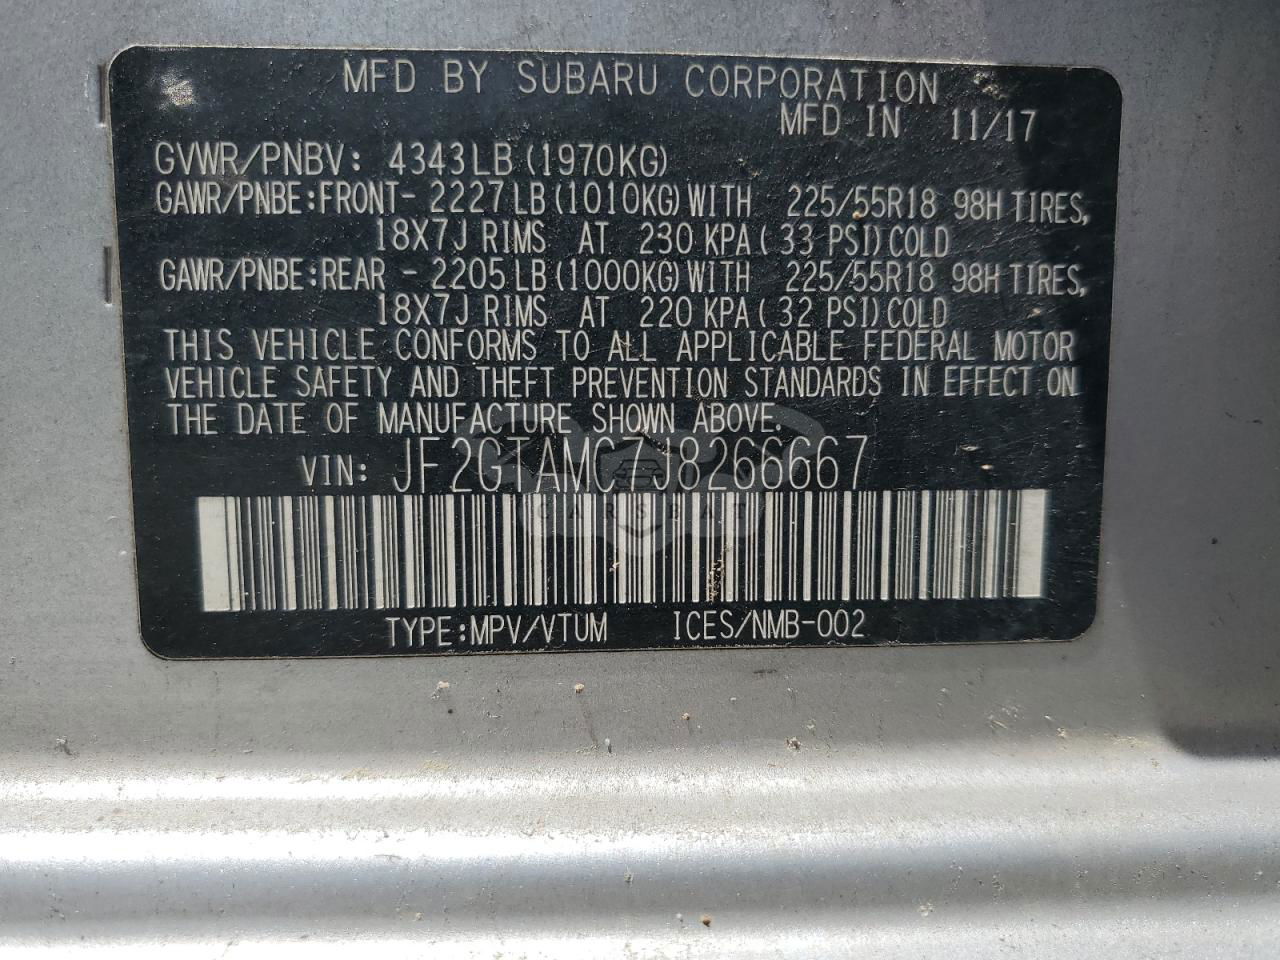 MFD BY SUBARU CORPORATION
MFD IN 11/17
GVWR/PNBV: 4343LB (1970KG)
GAWR/PNBE:FRONT- 2227LB (1010KG) WITH 225/55R18 98H TIRES,
18X7J RIMS AT 230 KPA ( 33 PSI) COLD
GAWR/PNBE:REAR - 2205LB (1000KG) WITH 225/55R18 98H TIRES,
18X7J RIMS AT 220 KPA ( 32 PSI) COLD
THIS VEHICLE CONFORMS TO ALL APPLICABLE FEDERAL MOTOR
VEHICLE SAFETY AND THEFT PREVENTION STANDARDS IN EFFECT ON
THE DATE OF MANUFACTURE SHOWN ABOVE.
VIN: JF2GTAMC7J8266667
CARSBAT
TYPE:MPV/VTUM ICES/NMB-002